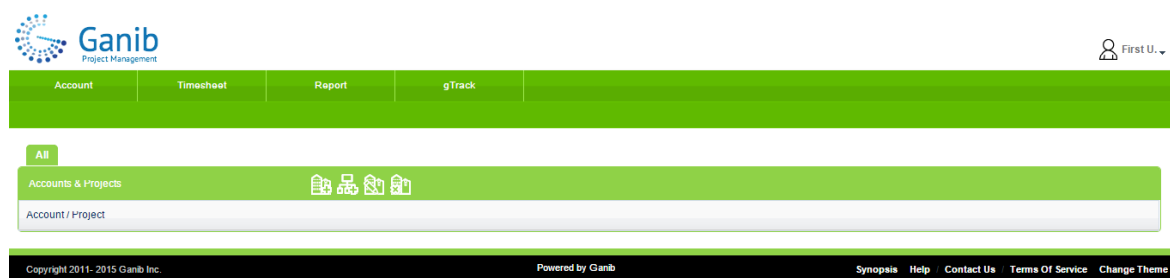 Ganib
Project Management
First U.
Account Timesheet Report gTrack
All
Accounts & Projects
Account / Project
Copyright 2011- 2015 Ganib Inc. Powered by Ganib Synopsis Help / Contact Us / Terms Of Service Change Theme